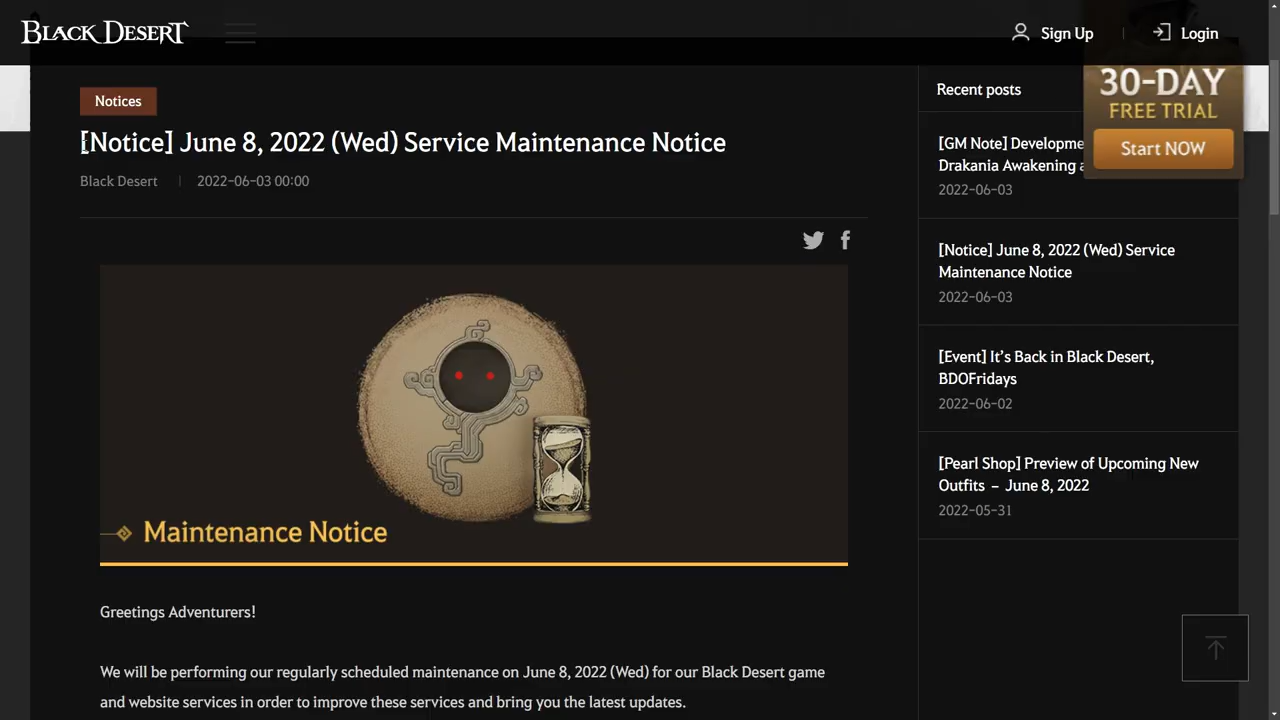 BLACK DESERT
Sign Up
Login
30-DAY
FREE TRIAL
Start NOW
Notices
[Notice] June 8, 2022 (Wed) Service Maintenance Notice
Black Desert
2022-06-03 00:00
Maintenance Notice
Greetings Adventurers!
We will be performing our regularly scheduled maintenance on June 8, 2022 (Wed) for our Black Desert game
and website services in order to improve these services and bring you the latest updates.
Recent posts
[GM Note] Developme
Drakania Awakening
2022-06-03
[Notice] June 8, 2022 (Wed) Service
Maintenance Notice
2022-06-03
[Event] It’s Back in Black Desert,
BDOFridays
2022-06-02
[Pearl Shop] Preview of Upcoming New
Outfits – June 8, 2022
2022-05-31